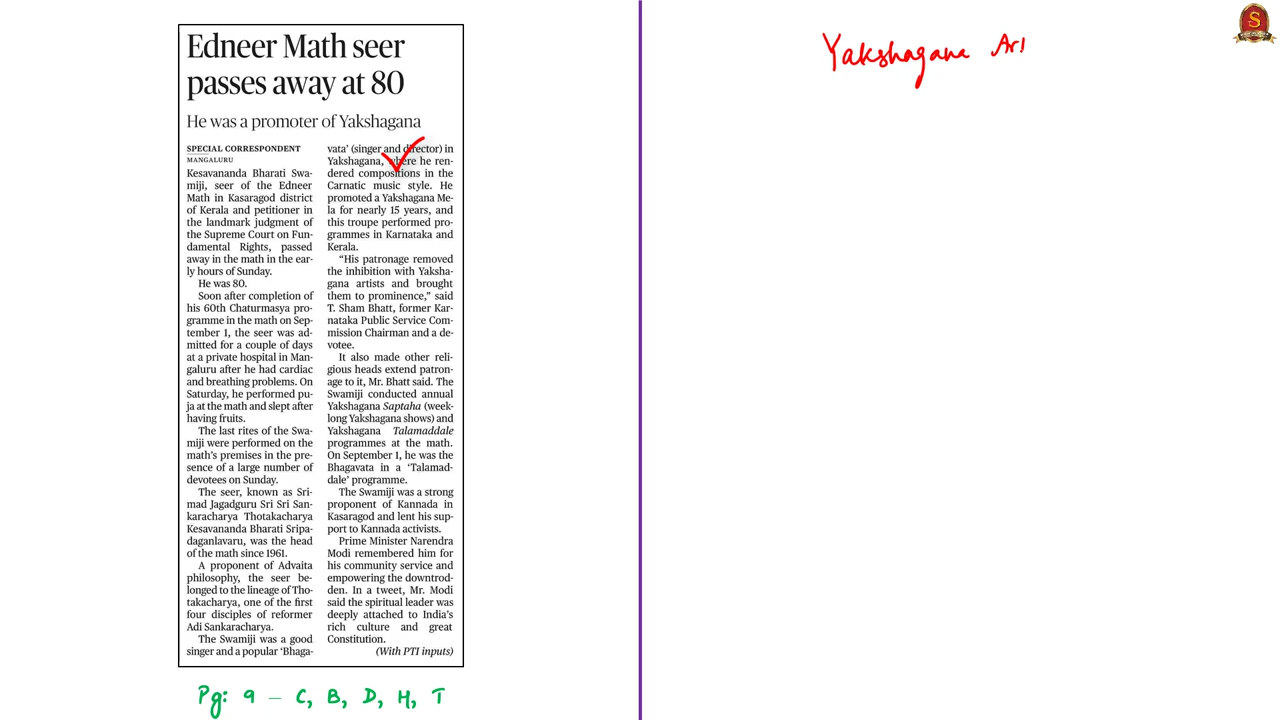 Edneer Math seer
passes away at 80
He was a promoter of Yakshagana
SPECIAL CORRESPONDENT
MANGALURU
Kesavananda Bharati Swa-
miji, seer of the Edneer
Math in Kasaragod district
of Kerala and petitioner in
the landmark judgment of
the Supreme Court on Fun-
damental Rights, passed
away in the math in the ear-
ly hours of Sunday.
He was 80.
Soon after completion of
his 60th Chaturmasya pro-
gramme in the math on Sep-
tember 1, the seer was ad-
mitted for a couple of days
at a private hospital in Man-
galuru after he had cardiac
and breathing problems. On
Saturday, he performed pu-
ja at the math and slept after
having fruits.
The last rites of the Swa-
miji were performed on the
math's premises in the pre-
sence of a large number of
devotees on Sunday.
The seer, known as Sri-
mad Jagadguru Sri Sri San-
karacharya Thotakacharya
Kesavananda Bharati Sripa-
daganlavaru, was the head
of the math since 1961.
A proponent of Advaita
philosophy, the seer be-
longed to the lineage of Tho-
takacharya, one of the first
four disciples of reformer
Adi Sankaracharya.
The Swamiji was a good
singer and a popular 'Bhaga-
vata' (singer and director) in
Yakshagana, where he ren-
dered compositions in the
Carnatic music style. He
promoted a Yakshagana Me-
la for nearly 15 years, and
this troupe performed pro-
grammes in Karnataka and
Kerala.
"His patronage removed
the inhibition with Yaksha-
gana artists and brought
them to prominence," said
T. Sham Bhatt, former Kar-
nataka Public Service Com-
mission Chairman and a de-
votee.
It also made other reli-
gious heads extend patron-
age to it, Mr. Bhatt said. The
Swamiji conducted annual
Yakshagana Saptaha (week-
long Yakshagana shows) and
Yakshagana Talamaddale
programmes at the math.
On September 1, he was the
Bhagavata in a 'Talamad-
dale' programme.
The Swamiji was a strong
proponent of Kannada in
Kasaragod and lent his sup-
port to Kannada activists.
Prime Minister Narendra
Modi remembered him for
his community service and
empowering the downtrod-
den. In a tweet, Mr. Modi
said the spiritual leader was
deeply attached to India's
rich culture and great
Constitution.
(With PTI inputs)
Pg: 9 – C, B, D, H, T
Yakshagana
S